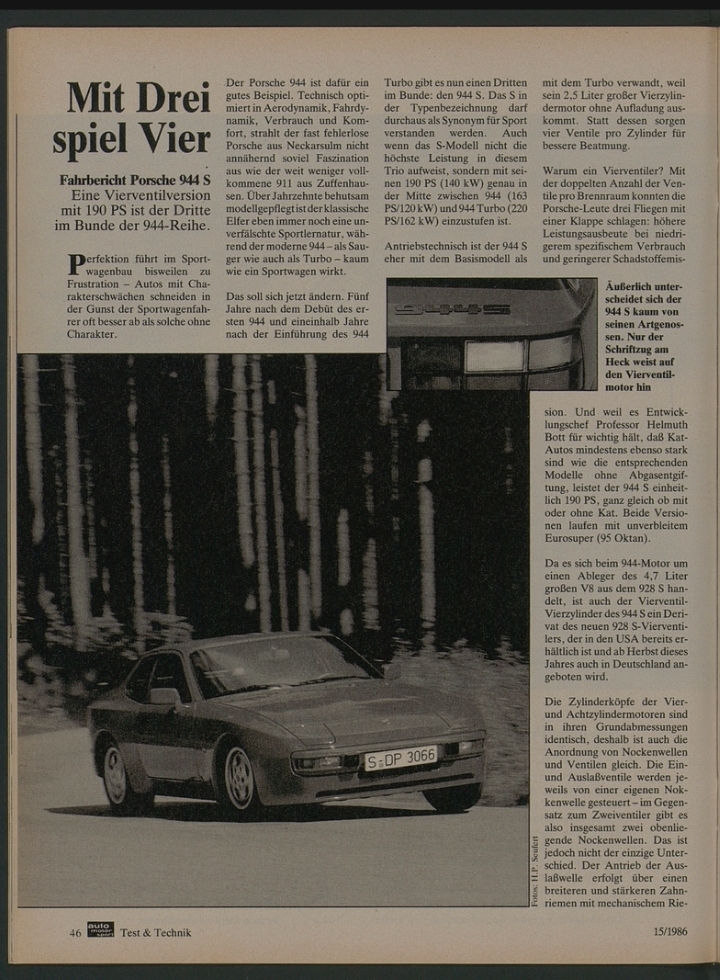 Mit Drei
spiel Vier
Fahrbericht Porsche 944 S
Eine Vierventilversion
mit 190 PS ist der Dritte
im Bunde der 944-Reihe.
Perfektion führt im Sport-
wagenbau bisweilen zu
Frustration – Autos mit Cha-
rakterschwächen schneiden in
der Gunst der Sportwagenfah-
rer oft besser ab als solche ohne
Charakter.
Der Porsche 944 ist dafür ein
gutes Beispiel. Technisch opti-
miert in Aerodynamik, Fahrdy-
namik, Verbrauch und Kom-
fort, strahlt der fast fehlerlose
Porsche aus Neckarsulm nicht
annähernd soviel Faszination
aus wie der weit weniger voll-
kommene 911 aus Zuffenhau-
sen. Über Jahrzehnte behutsam
modellgepflegt ist der klassische
Elfer eben immer noch eine un-
verfälschte Sportlernatur, wäh-
rend der moderne 944 – als Sau-
ger wie auch als Turbo – kaum
wie ein Sportwagen wirkt.
Das soll sich jetzt ändern. Fünf
Jahre nach dem Debüt des er-
sten 944 und eineinhalb Jahre
nach der Einführung des 944
Turbo gibt es nun einen Dritten
im Bunde: den 944 S. Das S in
der Typenbezeichnung darf
durchaus als Synonym für Sport
verstanden werden. Auch
wenn das S-Modell nicht die
höchste Leistung in diesem
Trio aufweist, sondern mit sei-
nen 190 PS (140 kW) genau in
der Mitte zwischen 944 (163
PS/120 kW) und 944 Turbo (220
PS/162 kW) einzustufen ist.
Antriebstechnisch ist der 944 S
eher mit dem Basismodell als
mit dem Turbo verwandt, weil
sein 2,5 Liter großer Vierzylin-
dermotor ohne Aufladung aus-
kommt. Statt dessen sorgen
vier Ventile pro Zylinder für
bessere Beatmung.
Warum ein Vierventiler? Mit
der doppelten Anzahl der Ven-
tile pro Brennraum konnten die
Porsche-Leute drei Fliegen mit
einer Klappe schlagen: höhere
Leistungsausbeute bei niedri-
gerem spezifischem Verbrauch
und geringerer Schadstoffemis-
944 S
Äußerlich unter-
scheidet sich der
944 S kaum von
seinen Artgenos-
sen. Nur der
Schriftzug am
Heck weist auf
den Vierventil-
motor hin
sion. Und weil es Entwick-
lungschef Professor Helmuth
Bott für wichtig hält, daß Kat-
Autos mindestens ebenso stark
sind wie die entsprechenden
Modelle ohne Abgasentgif-
tung, leistet der 944 S einheit-
lich 190 PS, ganz gleich ob mit
oder ohne Kat. Beide Versio-
nen laufen mit unverbleitem
Eurosuper (95 Oktan).
Da es sich beim 944-Motor um
einen Ableger des 4,7 Liter
großen V8 aus dem 928 S han-
delt, ist auch der Vierventil-
Vierzylinder des 944 S ein Deri-
vat des neuen 928 S-Vierventi-
lers, der in den USA bereits er-
hältlich ist und ab Herbst dieses
Jahres auch in Deutschland an-
geboten wird.
Die Zylinderköpfe der Vier-
und Achtzylindermotoren sind
in ihren Grundabmessungen
identisch, deshalb ist auch die
Anordnung von Nockenwellen
und Ventilen gleich. Die Ein-
und Auslaßventile werden je-
weils von einer eigenen Nok-
kenwelle gesteuert – im Gegen-
satz zum Zweiventiler gibt es
also insgesamt zwei obenlie-
gende Nockenwellen. Das ist
jedoch nicht der einzige Unter-
schied. Der Antrieb der Aus-
laßwelle erfolgt über einen
breiteren und stärkeren Zahn-
riemen mit mechanischem Rie-
S DP 3066
Fotos: H.P. Seufert
46
auto
motor
sport
Test & Technik
15/1986